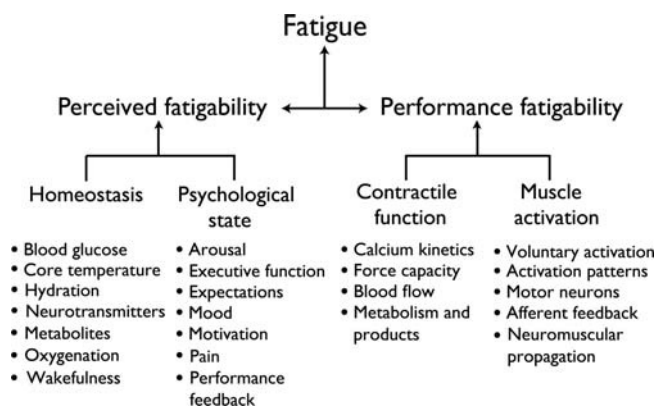 Fatigue
Perceived fatigability
Performance fatigability
Homeostasis
• Blood glucose
• Core temperature
• Hydration
• Neurotransmitters
• Metabolites
• Oxygenation
• Wakefulness
Psychological
state
• Arousal
• Executive function
• Expectations
• Mood
• Motivation
• Pain
• Performance
feedback
Contractile
function
• Calcium kinetics
• Force capacity
• Blood flow
• Metabolism and
products
Muscle
activation
• Voluntary activation
• Activation patterns
• Motor neurons
• Afferent feedback
• Neuromuscular
propagation